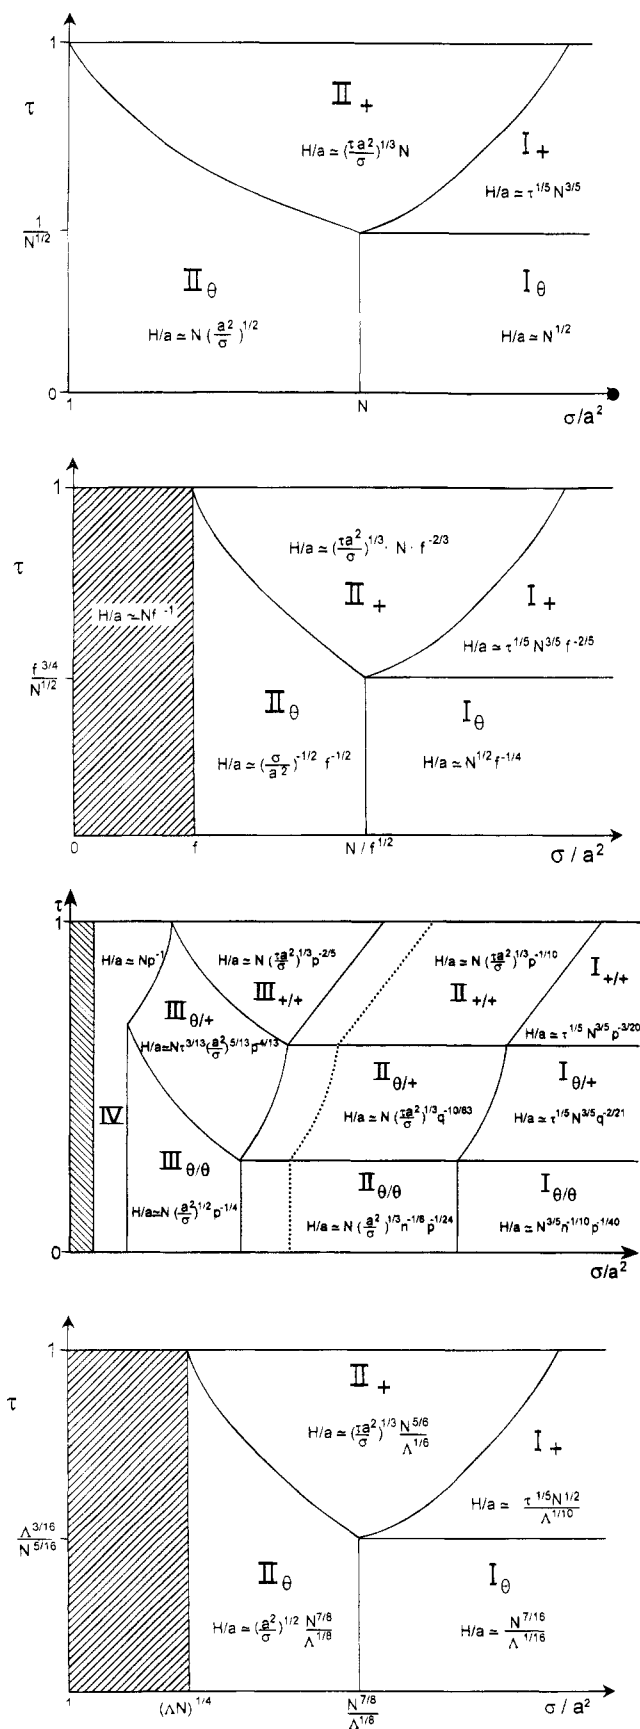 1
τ
II+
H/a ≃ (τa²/σ)^1/3 N
I+
H/a ≃ τ^1/5 N^3/5
1/N^1/2
IIθ
H/a ≃ N (a²/σ)^1/2
Iθ
H/a ≃ N^1/2
0
1 N σ/a²
1
τ
H/a ≃ (τa²/σ)^1/3 · N · f^-2/3
II+
H/a ≃ Nf^-1
I+
H/a ≃ τ^1/5 N^3/5 f^-2/5
f^3/4/N^1/2
IIθ
H/a ≃ (σ/a²)^-1/2 f^-1/2
Iθ
H/a ≃ N^1/2 f^-1/4
0 f N / f^1/2 σ / a²
τ
1
H/a ≃ Np^-1
H/a ≃ N (τa²/σ)^1/3 p^-2/5
III+/+
H/a ≃ N (τa²/σ)^1/3 p^-1/10
II+/+
I+/+
H/a ≃ τ^1/5 N^3/5 p^-3/20
IIIθ/+
H/a≃Nτ^3/13 (a²/σ)^5/13 p^-4/13
IIθ/+
H/a ≃ N (τa²/σ)^1/3 q^-10/63
Iθ/+
H/a ≃ τ^1/5 N^3/5 q^-2/21
IV
IIIθ/θ
H/a≃N (a²/σ)^1/2 p^-1/4
IIθ/θ
H/a ≃ N (a²/σ)^1/3 n^-1/6 p^-1/24
Iθ/θ
H/a ≃ N^3/5 n^-1/10 p^-1/40
0
σ/a²
1
τ
II+
H/a ≃ (τa²/σ)^1/3 N^5/6/Λ^1/6
I+
H/a ≃ τ^1/5 N^1/2/Λ^1/10
Λ^3/16/N^5/16
IIθ
H/a ≃ (a²/σ)^1/2 N^7/8/Λ^1/8
Iθ
H/a ≃ N^7/16/Λ^1/16
1 (ΛN)^1/4 N^7/8/Λ^1/8 σ / a²